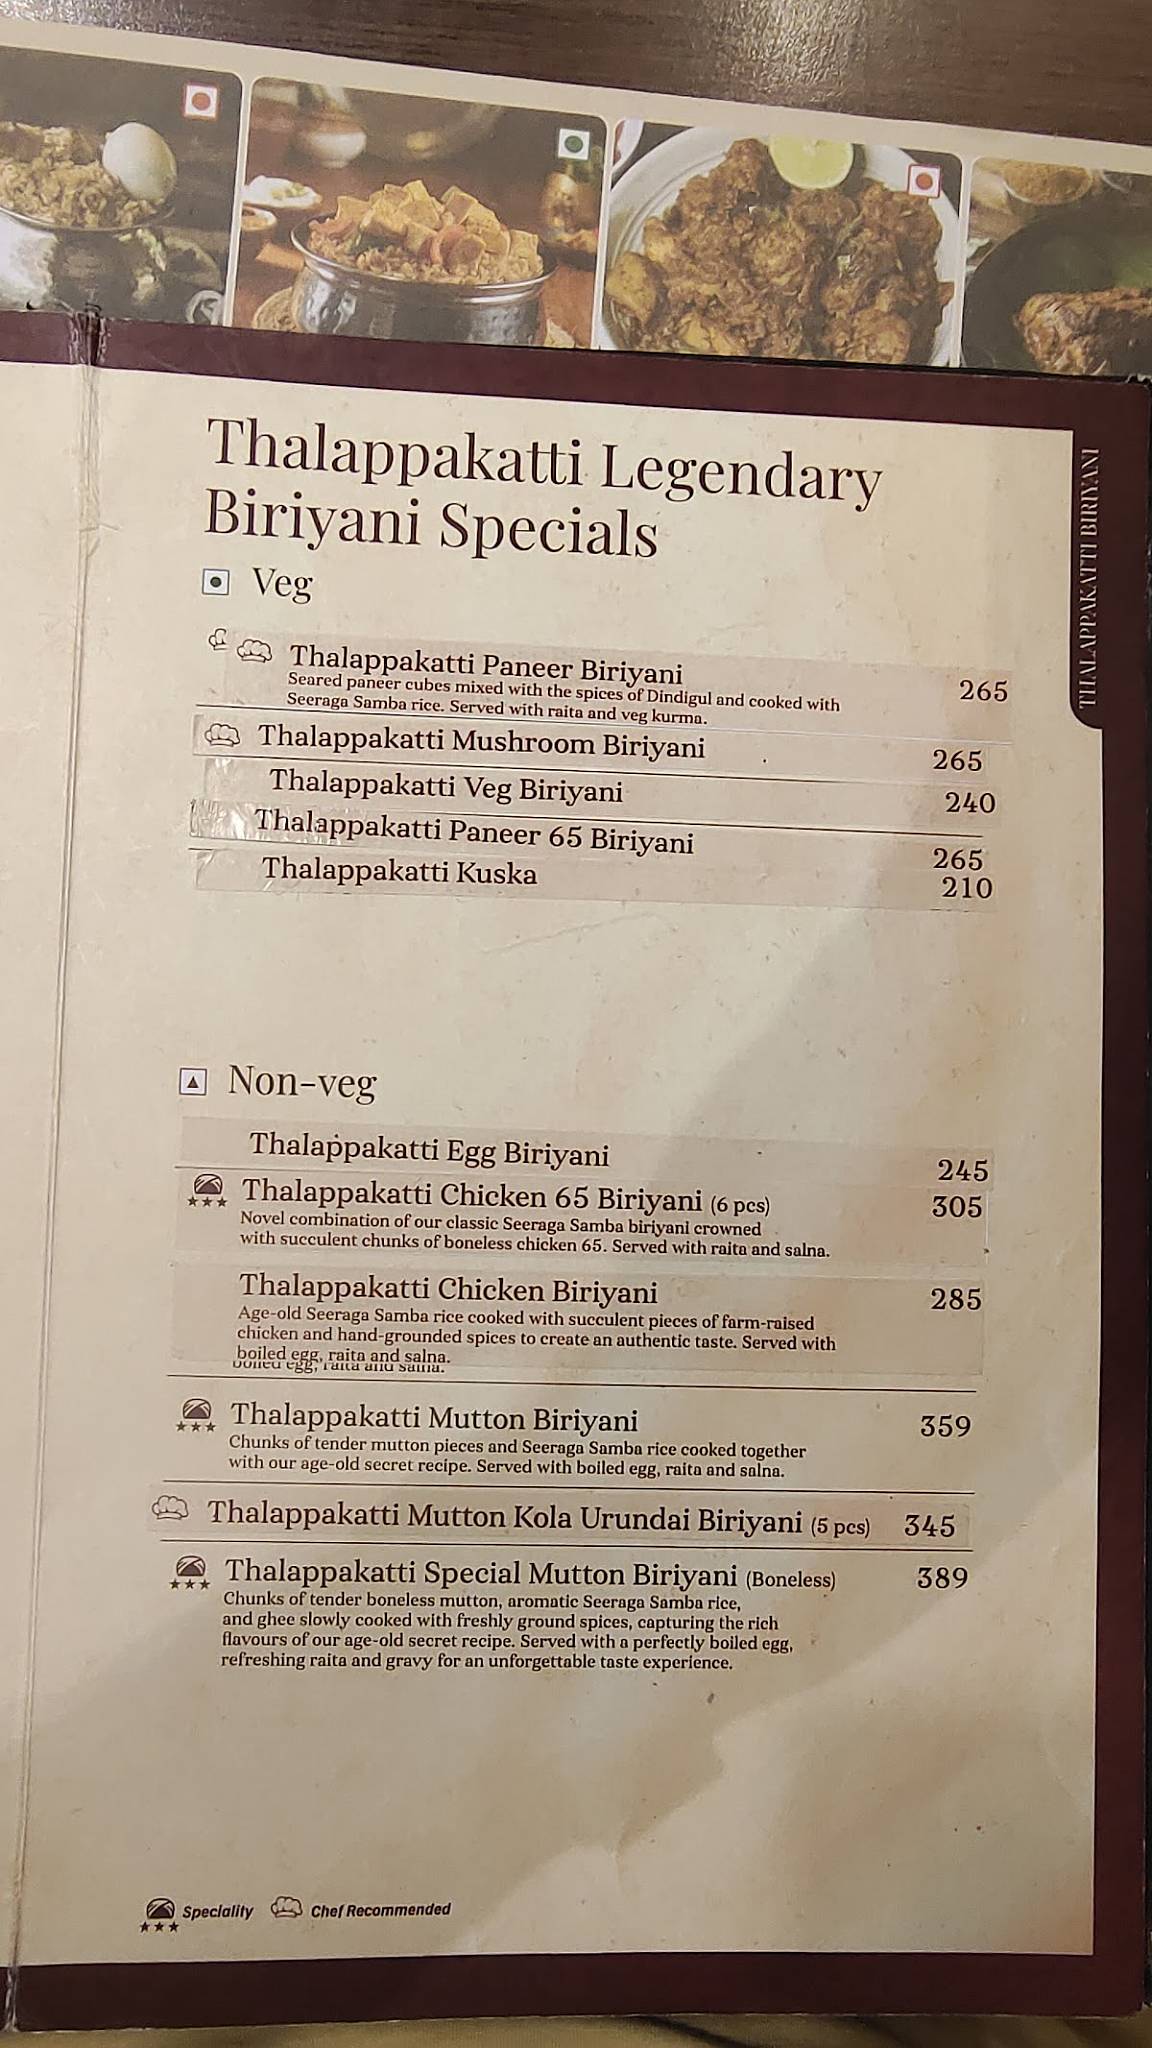 Thalappakatti Legendary
Biriyani Specials
Veg
Thalappakatti Paneer Biriyani 265
Seared paneer cubes mixed with the spices of Dindigul and cooked with
Seeraga Samba rice. Served with raita and veg kurma.
Thalappakatti Mushroom Biriyani 265
Thalappakatti Veg Biriyani 240
Thalappakatti Paneer 65 Biriyani 265
Thalappakatti Kuska 210
Non-veg
Thalappakatti Egg Biriyani 245
Thalappakatti Chicken 65 Biriyani (6 pcs) 305
Novel combination of our classic Seeraga Samba biriyani crowned
with succulent chunks of boneless chicken 65. Served with raita and salna.
Thalappakatti Chicken Biriyani 285
Age-old Seeraga Samba rice cooked with succulent pieces of farm-raised
chicken and hand-grounded spices to create an authentic taste. Served with
boiled egg, raita and salna.
boiled egg, raita and salna.
Thalappakatti Mutton Biriyani 359
Chunks of tender mutton pieces and Seeraga Samba rice cooked together
with our age-old secret recipe. Served with boiled egg, raita and salna.
Thalappakatti Mutton Kola Urundai Biriyani (5 pcs) 345
Thalappakatti Special Mutton Biriyani (Boneless) 389
Chunks of tender boneless mutton, aromatic Seeraga Samba rice,
and ghee slowly cooked with freshly ground spices, capturing the rich
flavours of our age-old secret recipe. Served with a perfectly boiled egg,
refreshing raita and gravy for an unforgettable taste experience.
Speciality Chef Recommended
THALAPPAKATTI BIRIYANI